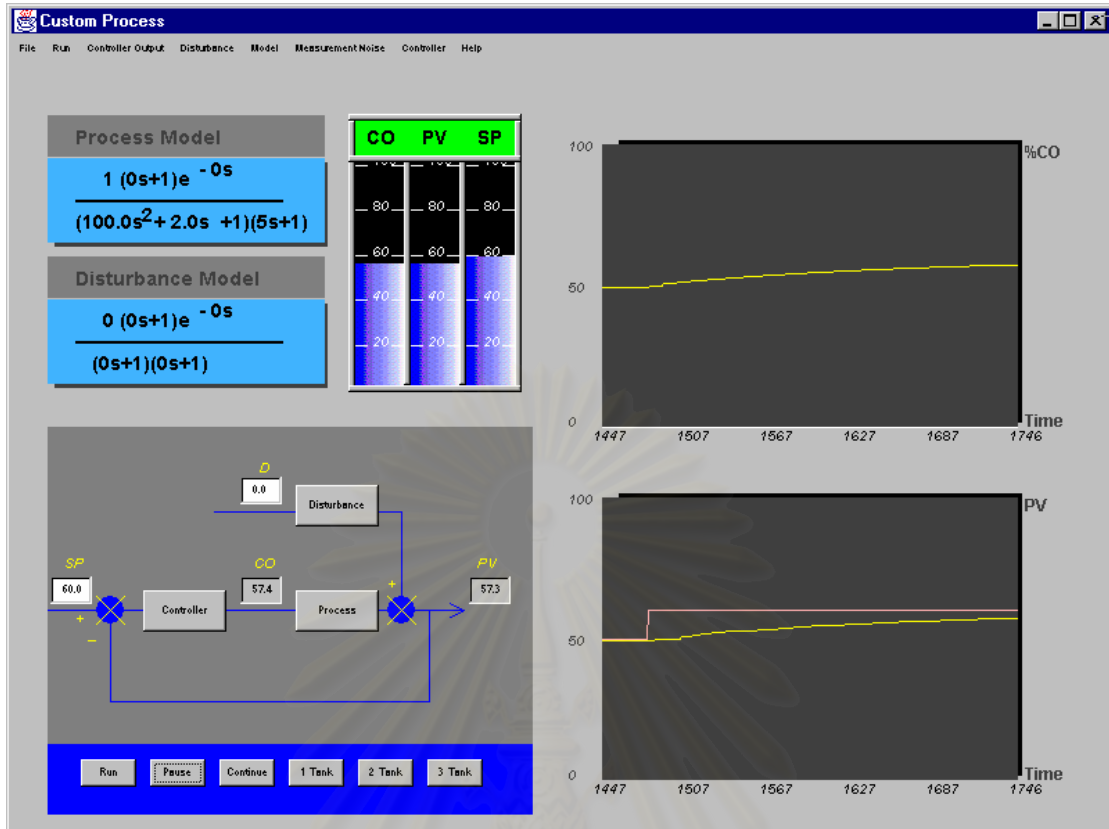 Custom Process
File Run Controller Output Disturbance Model Measurement Noise Controller Help
Process Model
1 (0s+1)e - 0s
(100.0s2+ 2.0s +1)(5s+1)
Disturbance Model
0 (0s+1)e - 0s
(0s+1)(0s+1)
CO PV SP
100 100 100
80 80 80
60 60 60
40 40 40
20 20 20
100
%CO
50
0
Time
1447 1507 1567 1627 1687 1746
D
0.0
Disturbance
SP
60.0
+
−
Controller
CO
57.4
Process
+
PV
57.3
Run Pause Continue 1 Tank 2 Tank 3 Tank
100
PV
50
0
Time
1447 1507 1567 1627 1687 1746